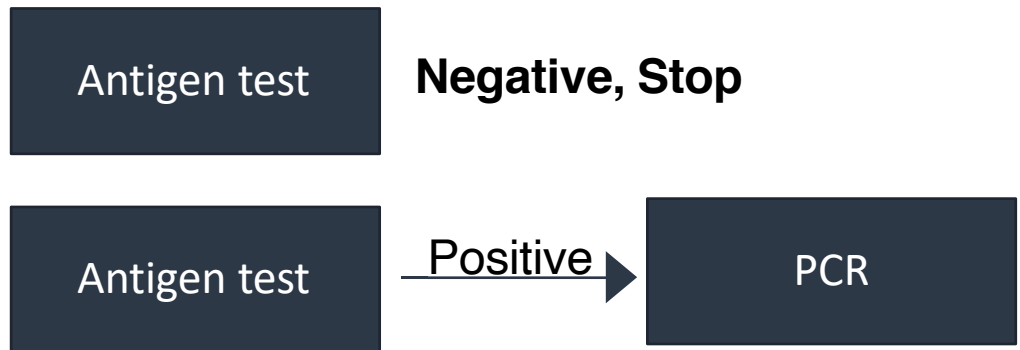 Antigen test
Negative, Stop
Antigen test
Positive
PCR